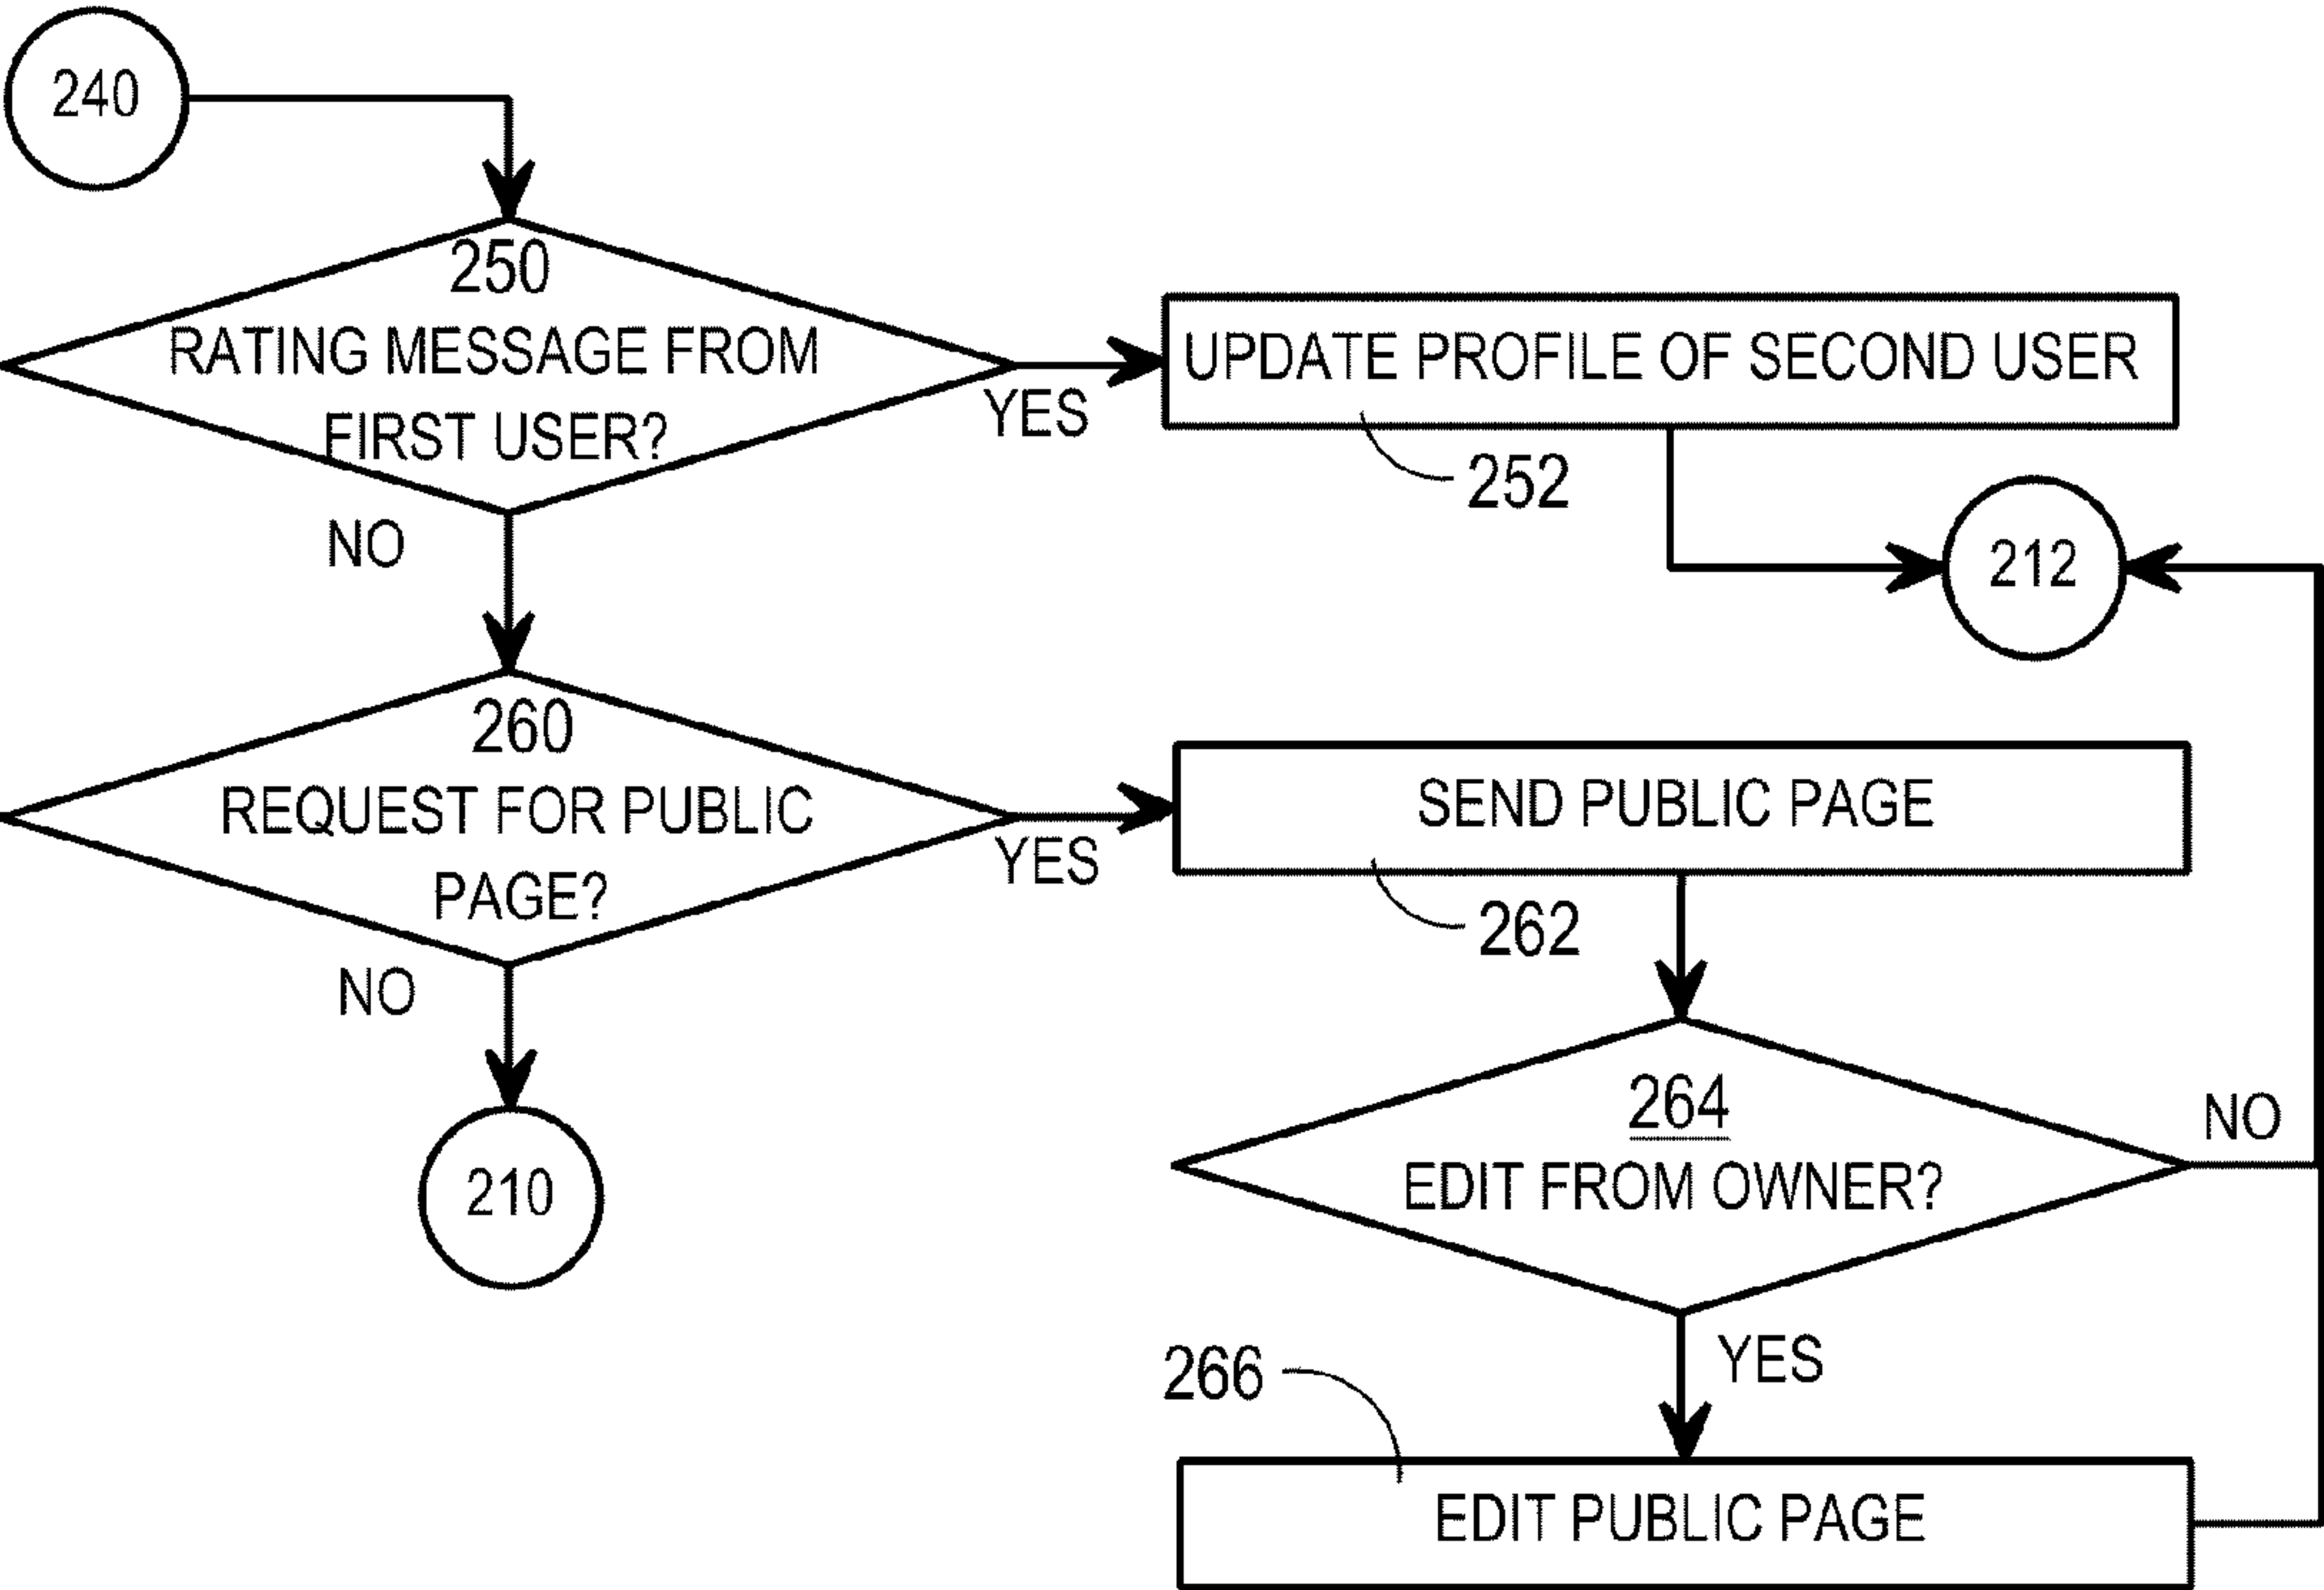 240
250
RATING MESSAGE FROM
FIRST USER?
YES
UPDATE PROFILE OF SECOND USER
252
212
NO
260
REQUEST FOR PUBLIC
PAGE?
YES
SEND PUBLIC PAGE
262
NO
210
264
EDIT FROM OWNER?
NO
YES
266
EDIT PUBLIC PAGE